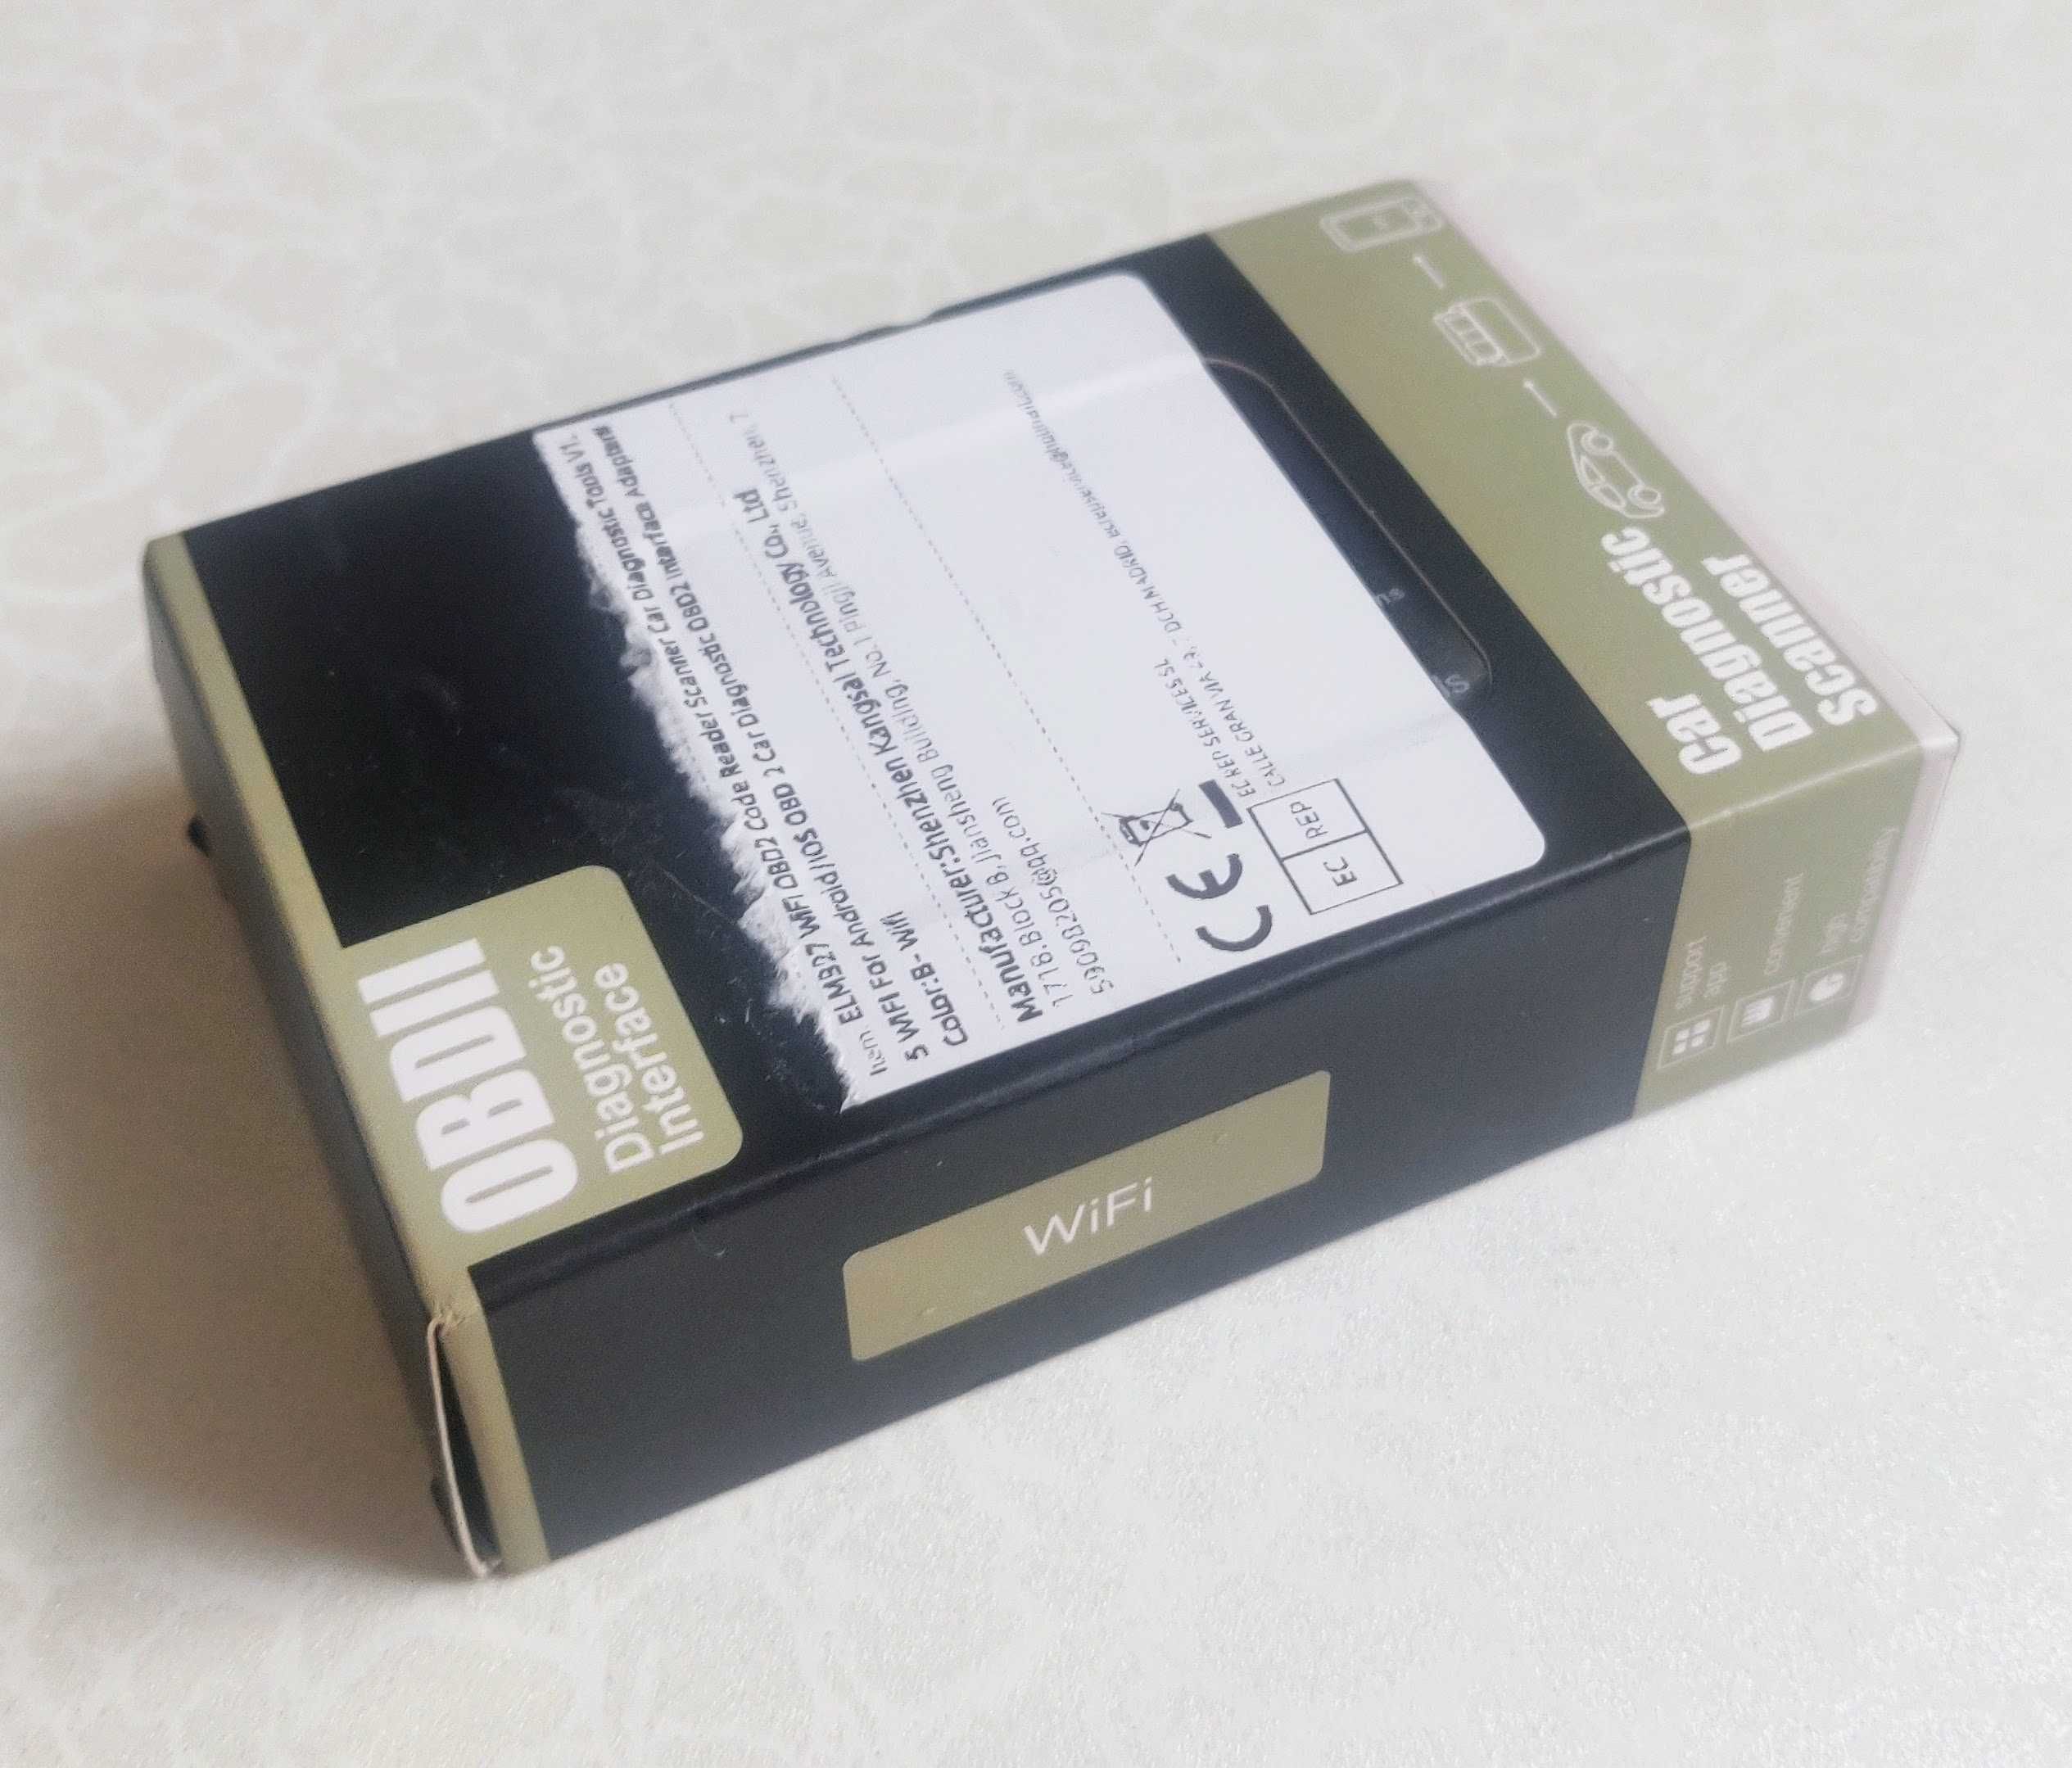 OBDII
Diagnostic
Interface
Item: ELM327 WIFI OBD2 Code Reader Scanner Car Diagnostic Tools V1.
5 WIFI For Android/IOS OBD 2 Car Diagnostic OBD2 Interface Adapters
Color:B- Wifi
Manufacturer:Shenzhen Kangsai Technology Co., Ltd
1718, Block B, Jiansheng Building, No. 1 Pingji Avenue, Shenzhen, 7
59098205@qq.com
CE
EC REP
EC REP SERVICES SL
CALLE GRAN VIA MADRID,
WiFi
Car
Diagnostic
Scanner
support
app
convenient
high
compatibility